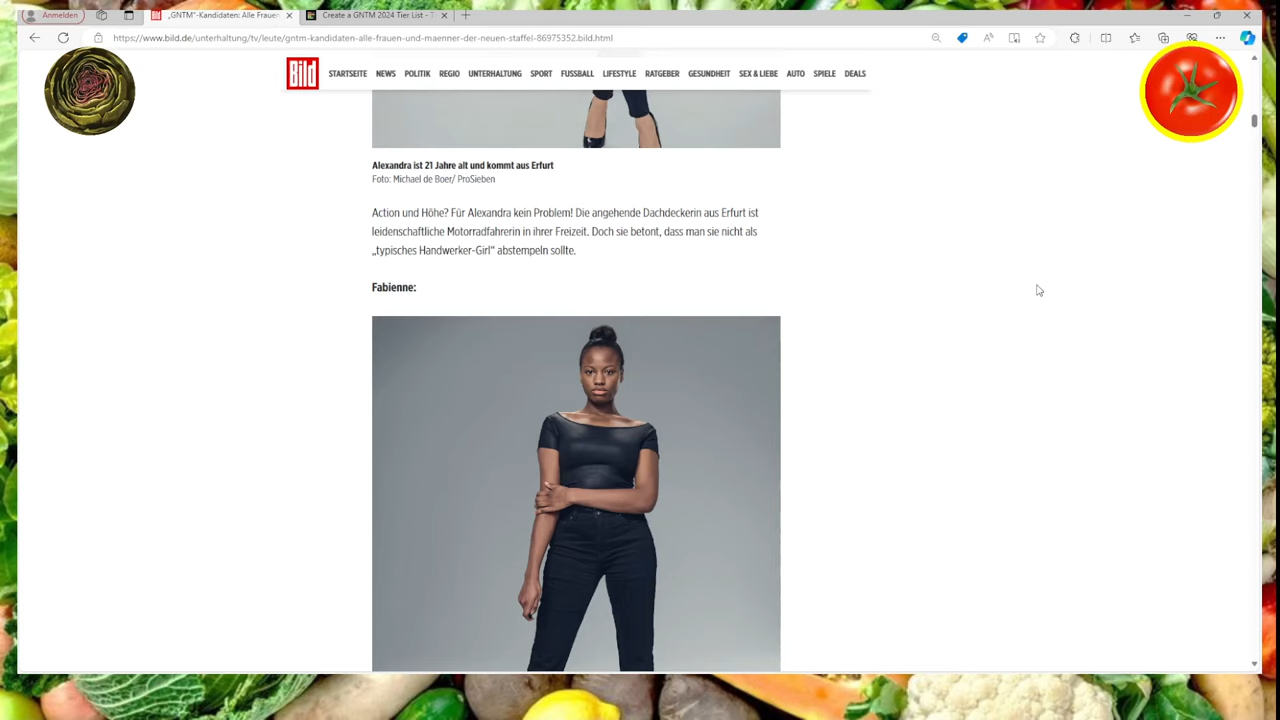 Anmelden
„GNTM"-Kandidaten: Alle Frauen
Create a GNTM 2024 Tier List - T
https://www.bild.de/unterhaltung/tv/leute/gntm-kandidaten-alle-frauen-und-maenner-der-neuen-staffel-86975352.bild.html
Bild
STARTSEITE NEWS POLITIK REGIO UNTERHALTUNG SPORT FUSSBALL LIFESTYLE RATGEBER GESUNDHEIT SEX & LIEBE AUTO SPIELE DEALS
Alexandra ist 21 Jahre alt und kommt aus Erfurt
Foto: Michael de Boer/ ProSieben
Action und Höhe? Für Alexandra kein Problem! Die angehende Dachdeckerin aus Erfurt ist
leidenschaftliche Motorradfahrerin in ihrer Freizeit. Doch sie betont, dass man sie nicht als
„typisches Handwerker-Girl" abstempeln sollte.
Fabienne: